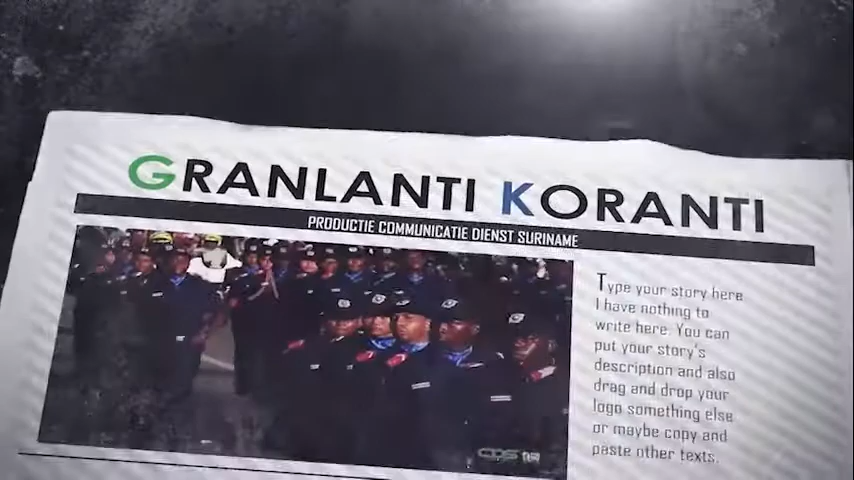 GRANLANTI KORANTI
PRODUCTIE COMMUNICATIE DIENST SURINAME
Type your story here
I have nothing to
write here. You can
put your story's
description and also
drag and drop your
logo something else
or maybe copy and
paste other texts.